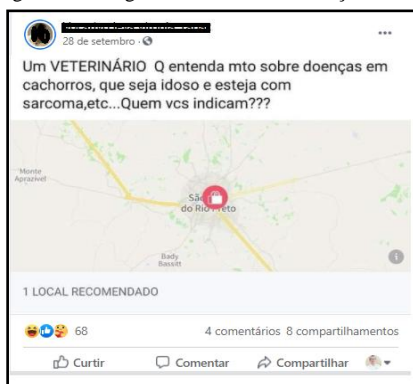 28 de setembro ·
Um VETERINÁRIO Q entenda mto sobre doenças em
cachorros, que seja idoso e esteja com
sarcoma,etc...Quem vcs indicam???
Monte
Aprazível
São
do Rio Preto
Bady
Bassitt
1 LOCAL RECOMENDADO
68
4 comentários 8 compartilhamentos
Curtir
Comentar
Compartilhar